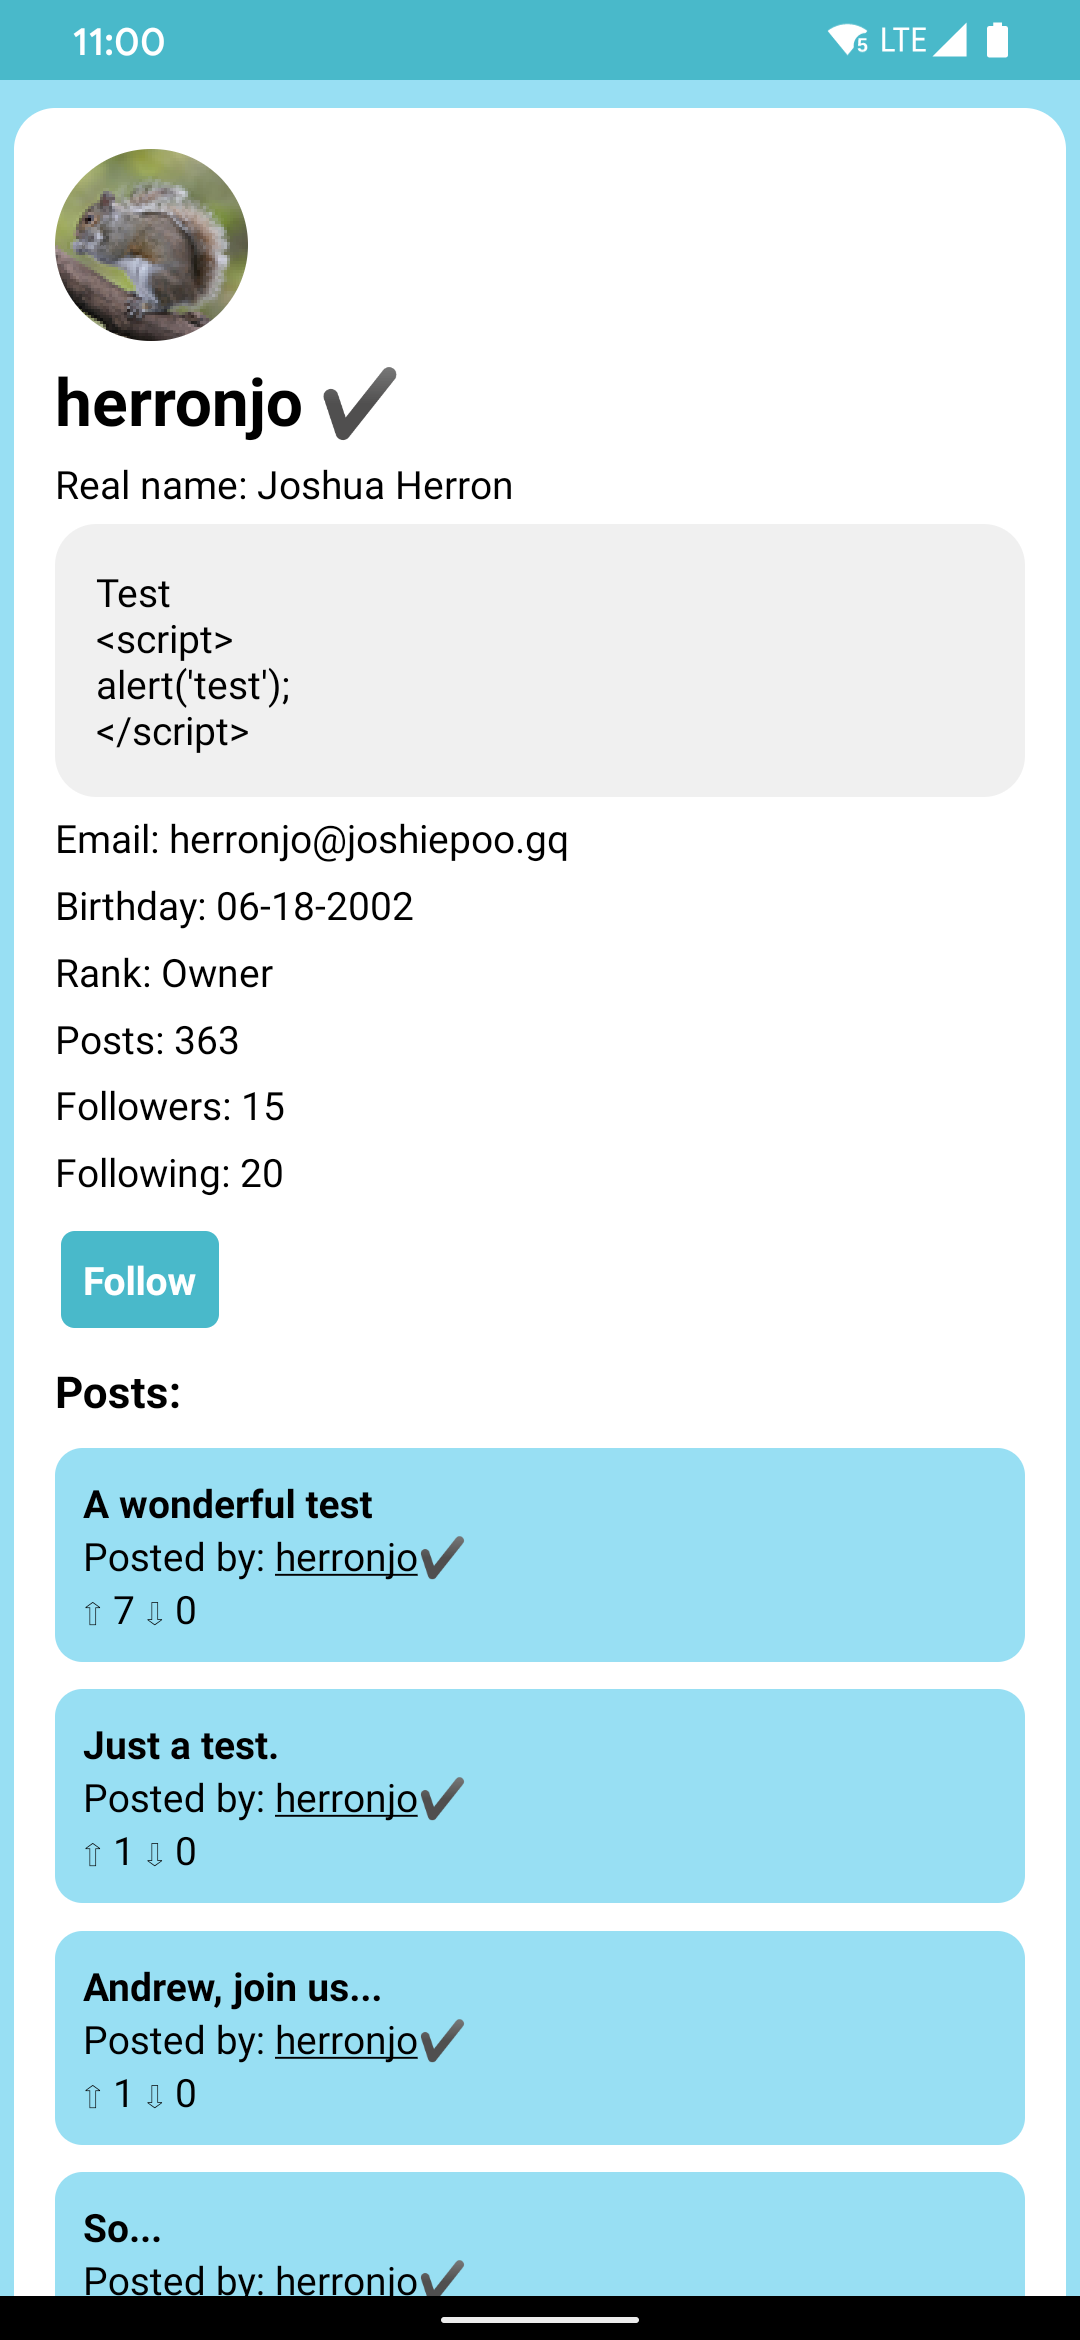 11:00
5 LTE
herronjo ✔
Real name: Joshua Herron
Test
<script>
alert('test');
</script>
Email: herronjo@joshiepoo.gq
Birthday: 06-18-2002
Rank: Owner
Posts: 363
Followers: 15
Following: 20
Follow
Posts:
A wonderful test
Posted by: herronjo✔
⇧ 7 ⇩ 0
Just a test.
Posted by: herronjo✔
⇧ 1 ⇩ 0
Andrew, join us...
Posted by: herronjo✔
⇧ 1 ⇩ 0
So...
Posted by: herronjo✔